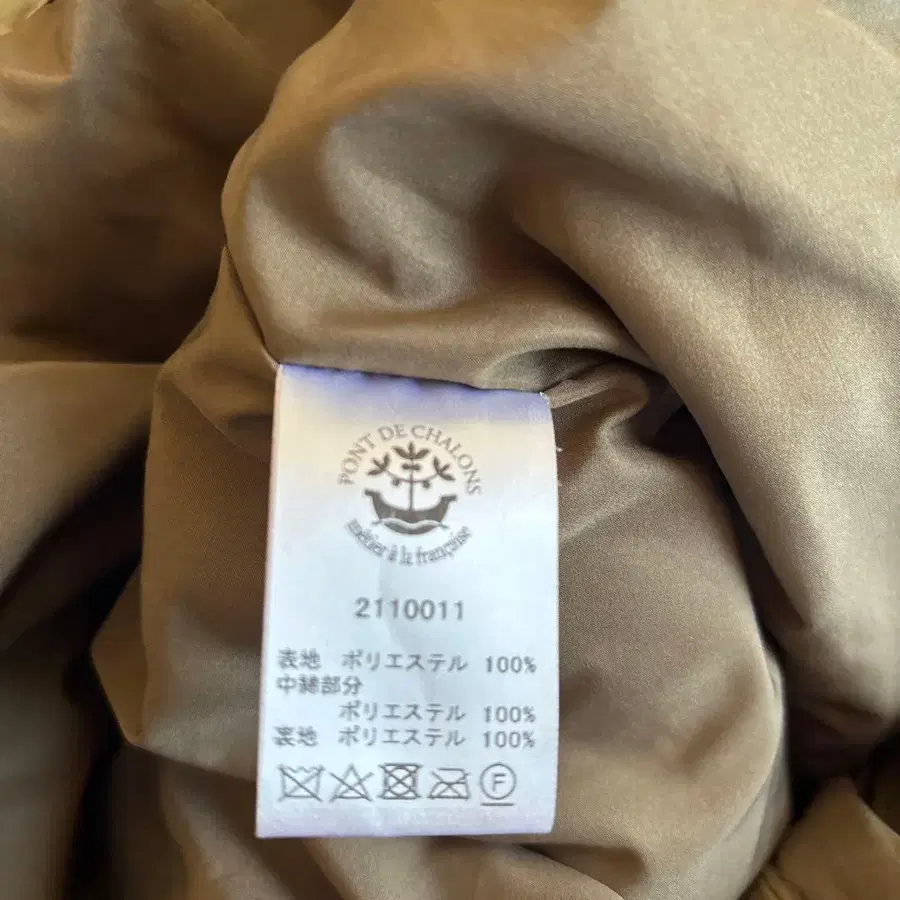 PONT DE CHALONS
métier à la française
2110011
表地 ポリエステル 100%
中綿部分
ポリエステル 100%
裏地 ポリエステル 100%
F